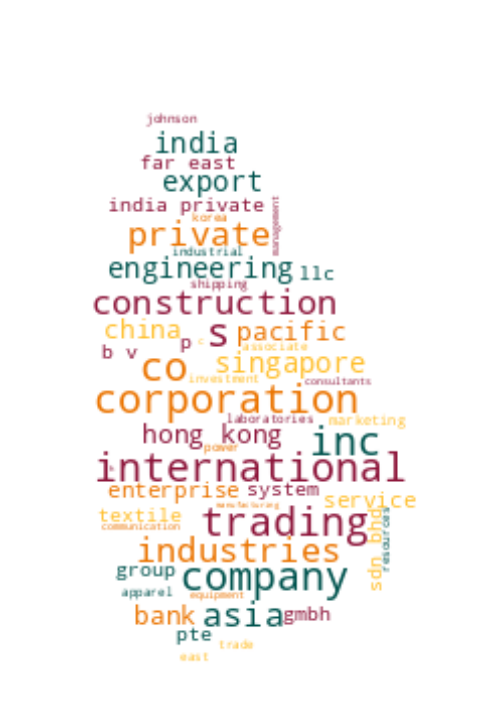 johnson
india
far east
export
india private
management
korea
private
industrial
engineering llc
shipping
construction
china s pacific
p c associate
b v
co singapore
investment consultants
corporation
laboratories marketing
hong kong inc
power
international
enterprise system
service
manufacturing
textile trading
communication
sdn bhd
resources
industries
group company
apparel equipment
bank asia gmbh
pte
trade
east